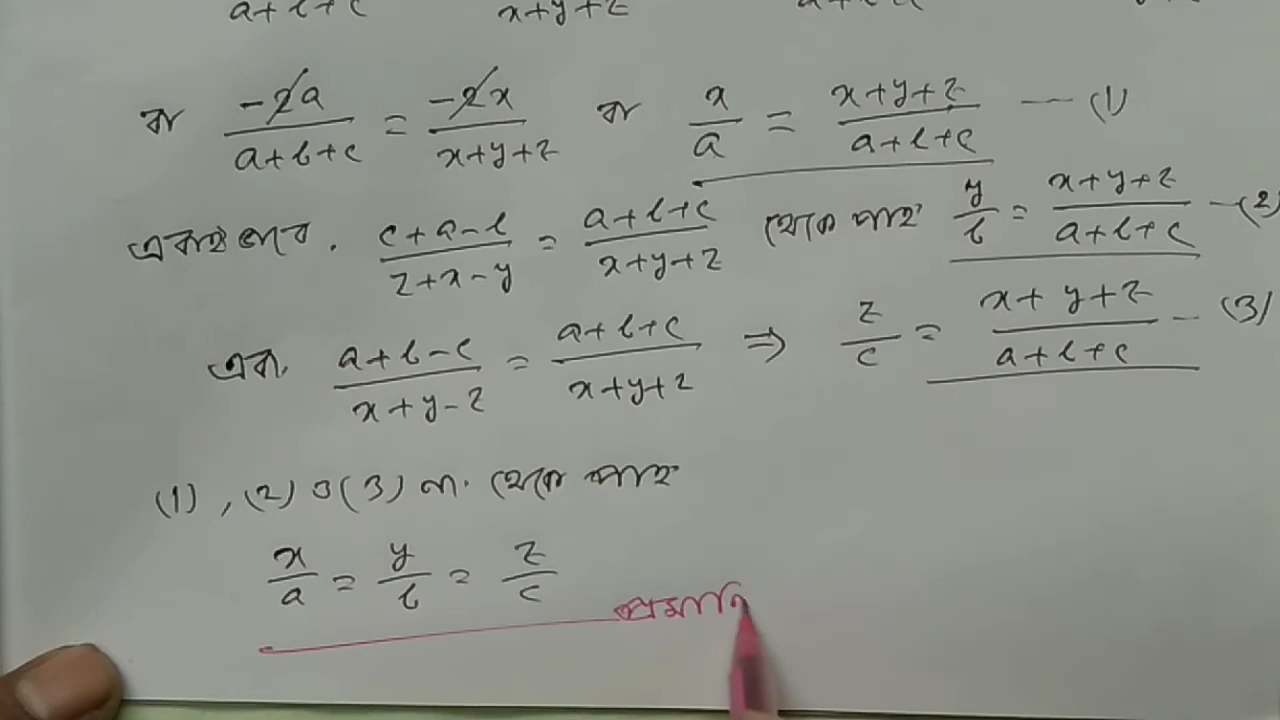 a+b+c x+y+z a+b+c
বা -2a/a+b+c = -2x/x+y+z বা x/a = x+y+z/a+b+c — (1)
একইভাবে, c+a-b/z+x-y = a+b+c/x+y+z থেকে পাই y/b = x+y+z/a+b+c — (2)
এবং a+b-c/x+y-z = a+b+c/x+y+z ⇒ z/c = x+y+z/a+b+c — (3)
(1), (2) ও (3) নং থেকে পাই
x/a = y/b = z/c
প্রমানি